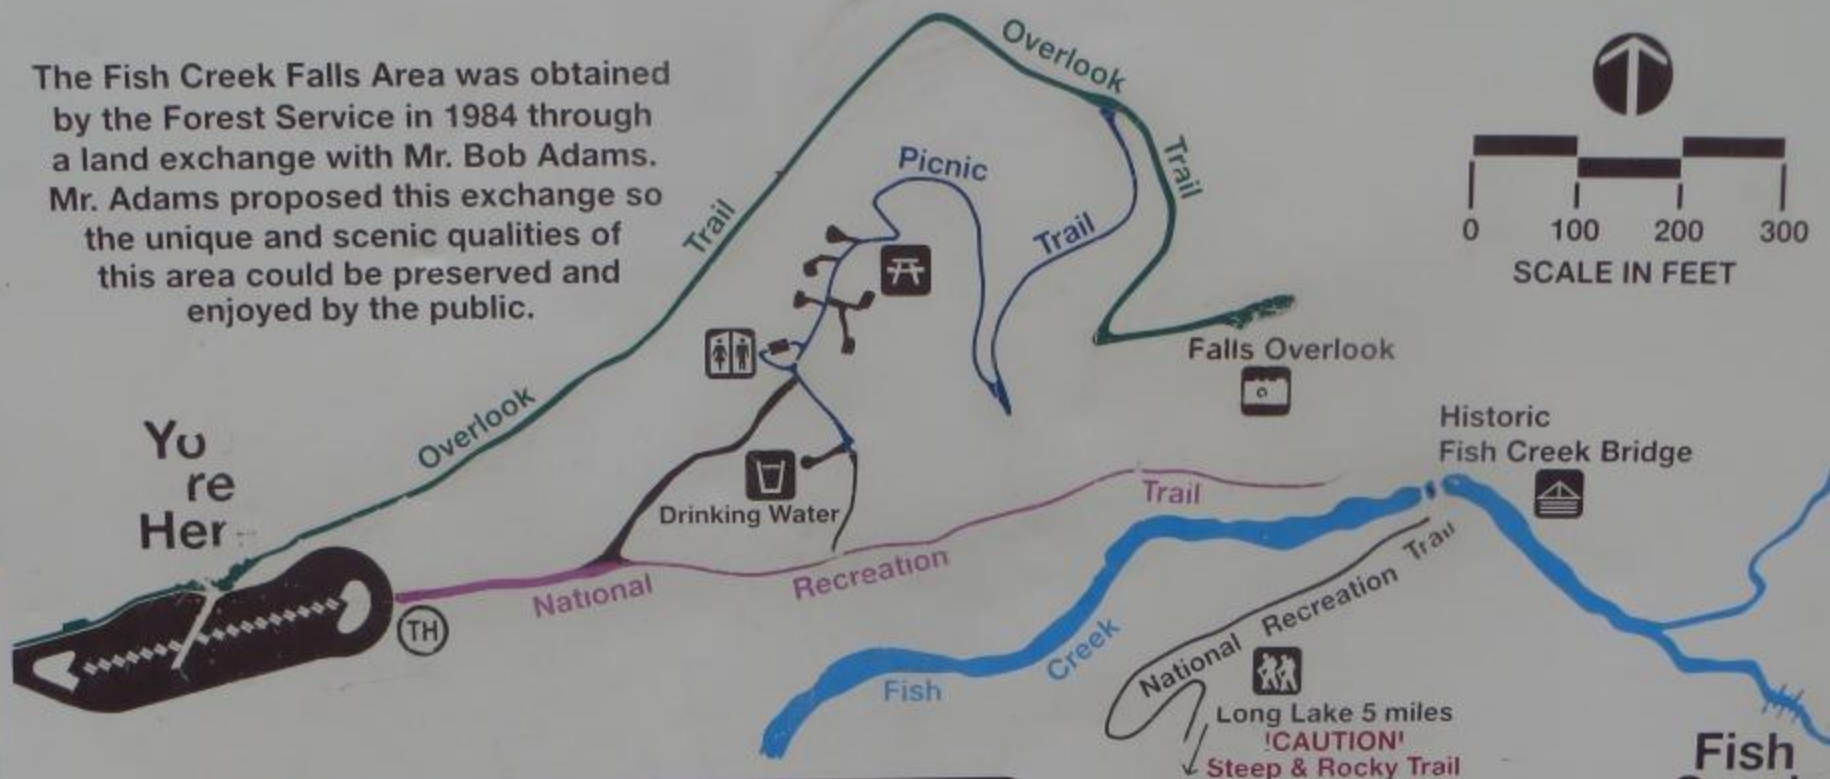 The Fish Creek Falls Area was obtained
by the Forest Service in 1984 through
a land exchange with Mr. Bob Adams.
Mr. Adams proposed this exchange so
the unique and scenic qualities of
this area could be preserved and
enjoyed by the public.
Overlook
Trail
Overlook
Trail
Picnic
Trail
0 100 200 300
SCALE IN FEET
Falls Overlook
Historic
Fish Creek Bridge
Yo
re
Her
TH
Drinking Water
National
Recreation
Trail
Fish
Creek
National Recreation Trail
Long Lake 5 miles
!CAUTION!
Steep & Rocky Trail
Fish